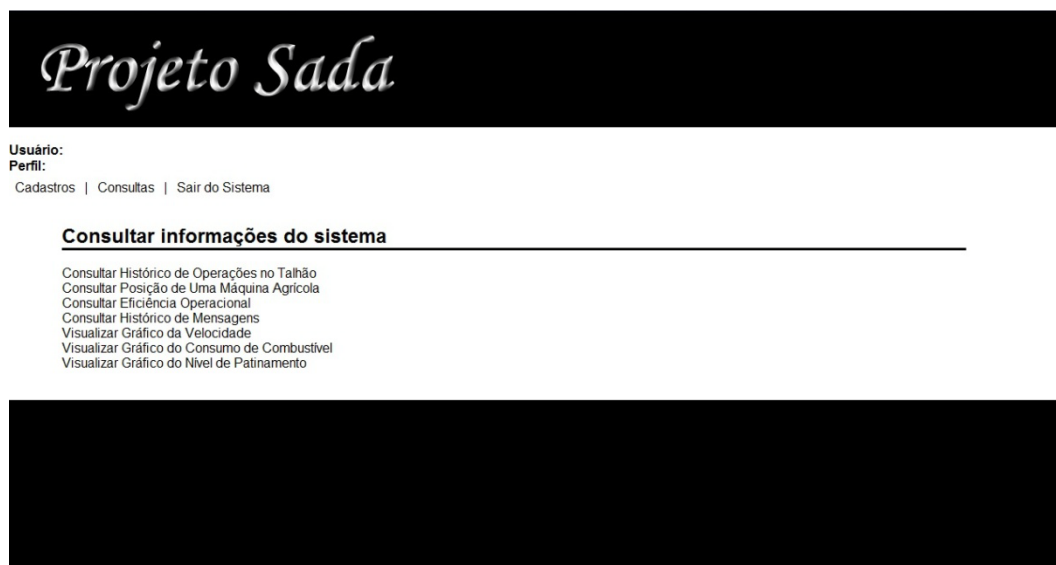 Projeto Sada
Usuário:
Perfil:
Cadastros | Consultas | Sair do Sistema
Consultar informações do sistema
Consultar Histórico de Operações no Talhão
Consultar Posição de Uma Máquina Agrícola
Consultar Eficiência Operacional
Consultar Histórico de Mensagens
Visualizar Gráfico da Velocidade
Visualizar Gráfico do Consumo de Combustível
Visualizar Gráfico do Nível de Patinamento